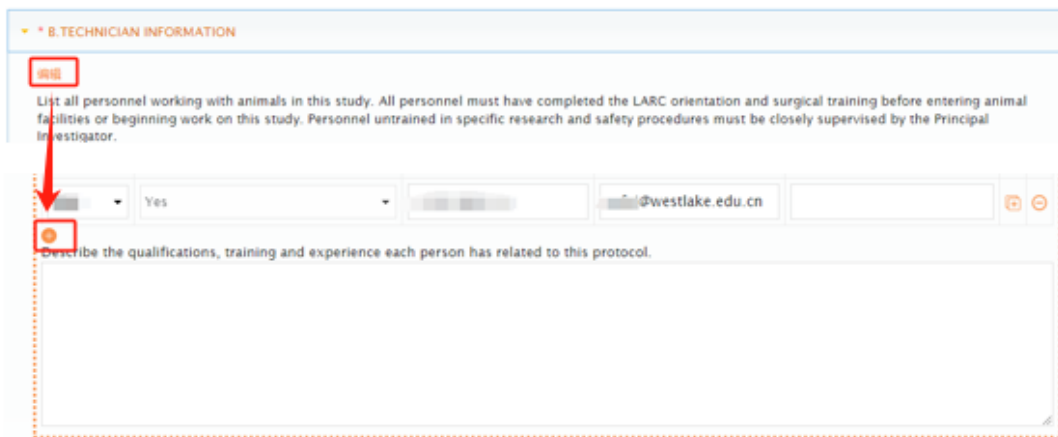 * B.TECHNICIAN INFORMATION
编辑
List all personnel working with animals in this study. All personnel must have completed the LARC orientation and surgical training before entering animal
facilities or beginning work on this study. Personnel untrained in specific research and safety procedures must be closely supervised by the Principal
Investigator.
Yes @westlake.edu.cn
Describe the qualifications, training and experience each person has related to this protocol.